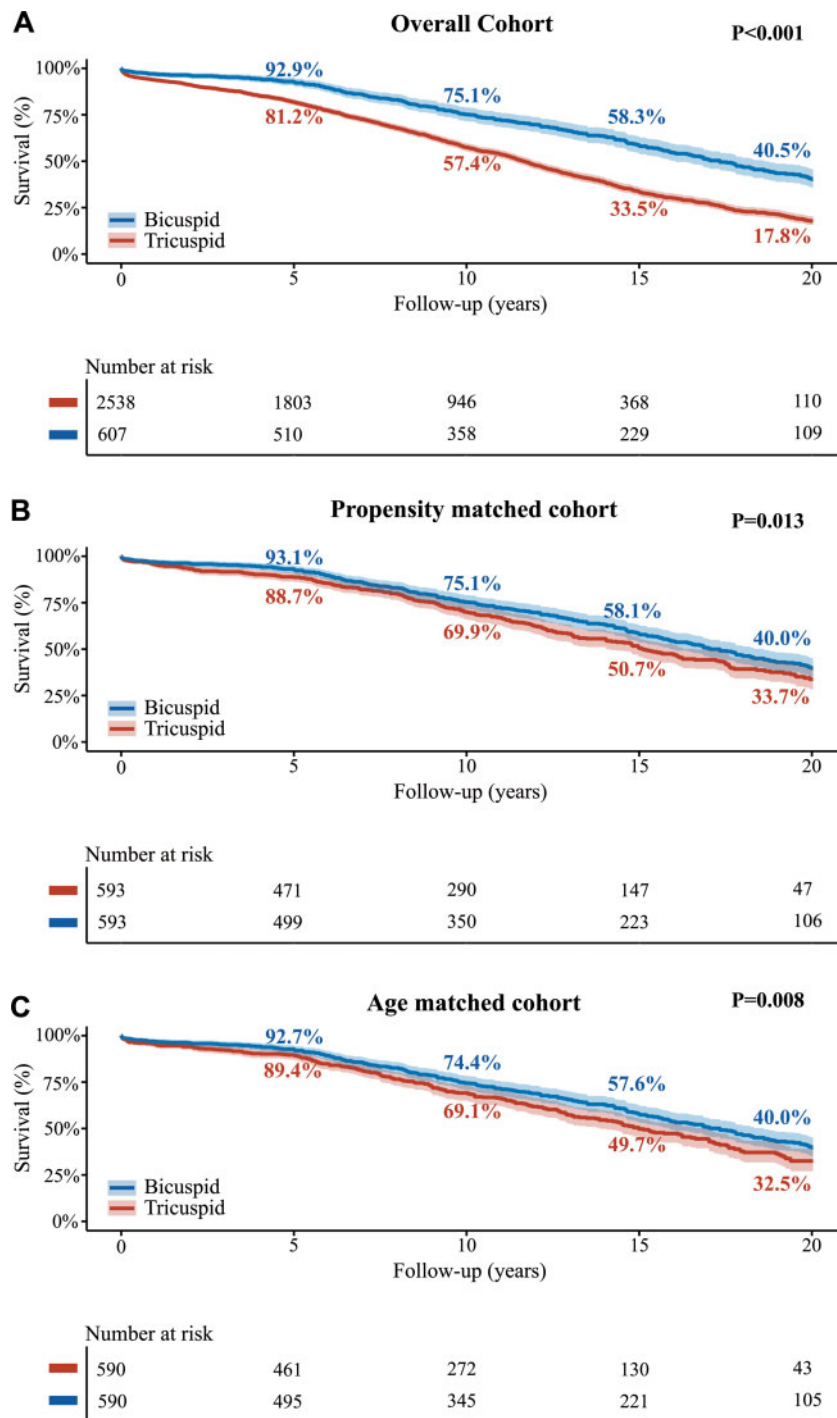 A
Overall Cohort
P<0.001
100%
75%
50%
25%
0%
Survival (%)
92.9%
75.1%
58.3%
40.5%
81.2%
57.4%
33.5%
17.8%
Bicuspid
Tricuspid
0 5 10 15 20
Follow-up (years)
Number at risk
2538 1803 946 368 110
607 510 358 229 109
B
Propensity matched cohort
P=0.013
100%
75%
50%
25%
0%
Survival (%)
93.1%
75.1%
58.1%
40.0%
88.7%
69.9%
50.7%
33.7%
Bicuspid
Tricuspid
0 5 10 15 20
Follow-up (years)
Number at risk
593 471 290 147 47
593 499 350 223 106
C
Age matched cohort
P=0.008
100%
75%
50%
25%
0%
Survival (%)
92.7%
74.4%
57.6%
40.0%
89.4%
69.1%
49.7%
32.5%
Bicuspid
Tricuspid
0 5 10 15 20
Follow-up (years)
Number at risk
590 461 272 130 43
590 495 345 221 105